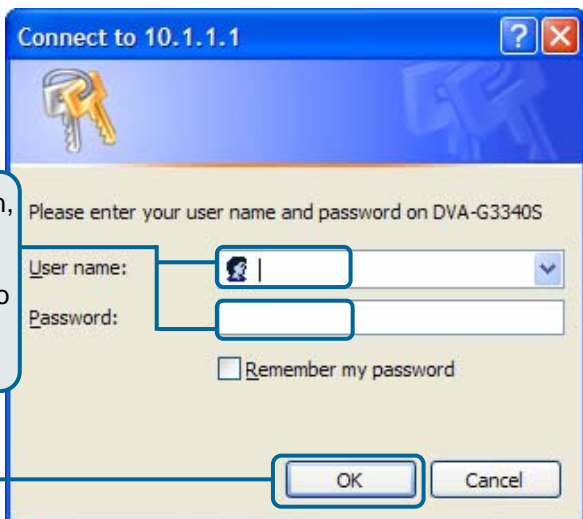 Connect to 10.1.1.1
Please enter your user name and password on DVA-G3340S
User name:
Password:
Remember my password
OK
Cancel